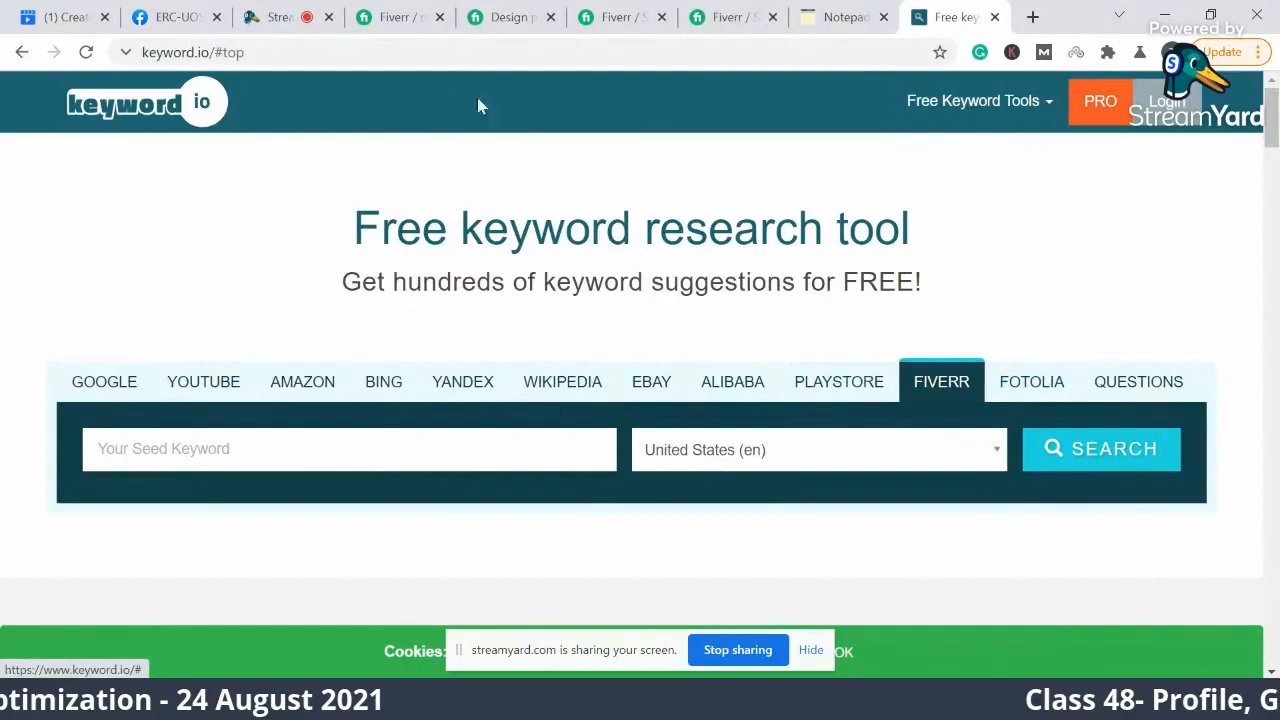 (1) Creat
ERC-UOS
Stre
Fiverr / r
Design p
Fiverr / S
Fiverr / S
Notepad
Free key
Powered by
keyword.io/#top
Update
keyword io
Free Keyword Tools
PRO
Login
StreamYard
Free keyword research tool
Get hundreds of keyword suggestions for FREE!
GOOGLE YOUTUBE AMAZON BING YANDEX WIKIPEDIA EBAY ALIBABA PLAYSTORE FIVERR FOTOLIA QUESTIONS
Your Seed Keyword
United States (en)
SEARCH
Cookies:
streamyard.com is sharing your screen.
Stop sharing
Hide
OK
https://www.keyword.io/#
ptimization - 24 August 2021
Class 48- Profile, G